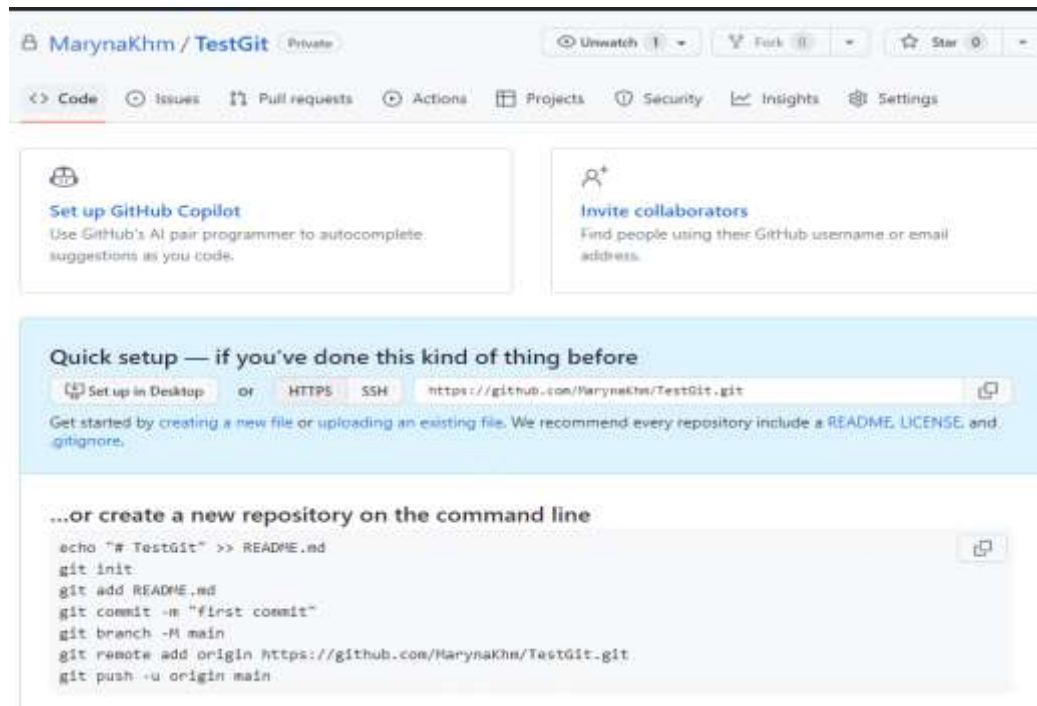 MarynaKhm / TestGit Private
Unwatch 1
Fork 0
Star 0
Code
Issues
Pull requests
Actions
Projects
Security
Insights
Settings
Set up GitHub Copilot
Use GitHub's AI pair programmer to autocomplete
suggestions as you code.
Invite collaborators
Find people using their GitHub username or email
address.
Quick setup — if you've done this kind of thing before
Set up in Desktop or HTTPS SSH https://github.com/MarynaKhm/TestGit.git
Get started by creating a new file or uploading an existing file. We recommend every repository include a README, LICENSE, and
.gitignore.
...or create a new repository on the command line
echo "# TestGit" >> README.md
git init
git add README.md
git commit -m "first commit"
git branch -M main
git remote add origin https://github.com/MarynaKhm/TestGit.git
git push -u origin main